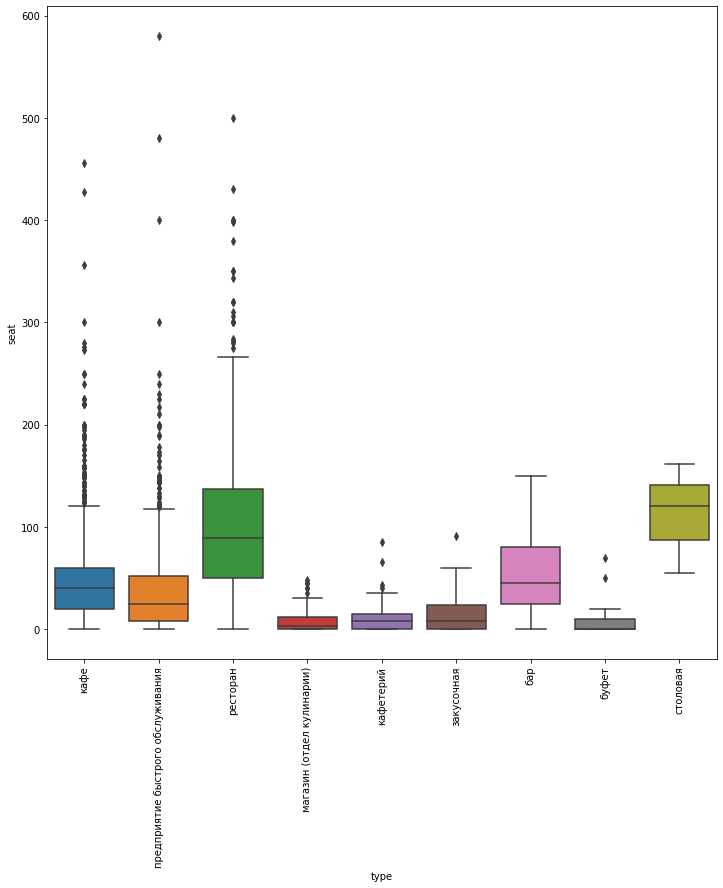 600
500
400
300
200
100
0
seat
кафе
предприятие быстрого обслуживания
ресторан
магазин (отдел кулинарии)
кафетерий
закусочная
бар
буфет
столовая
type